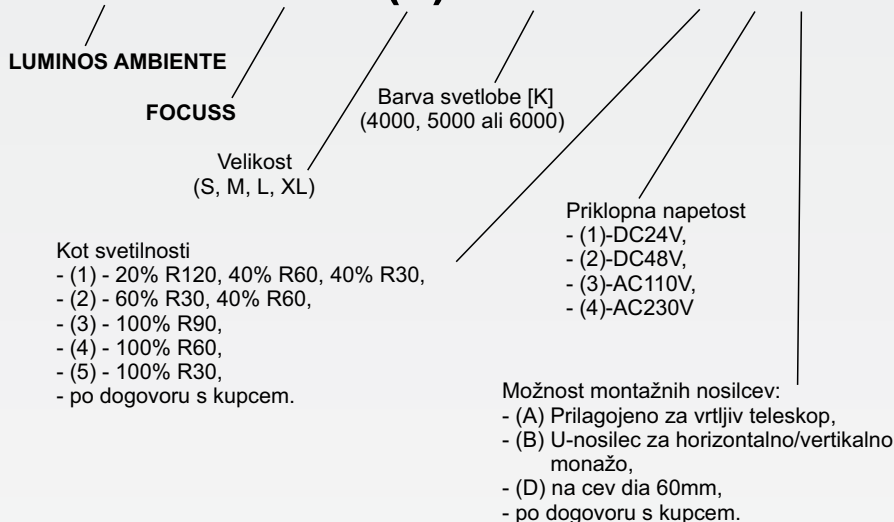 LUMINOS AMBIENTE
FOCUSS
Barva svetlobe [K]
(4000, 5000 ali 6000)
Velikost
(S, M, L, XL)
Priklopna napetost
- (1)-DC24V,
- (2)-DC48V,
- (3)-AC110V,
- (4)-AC230V
Kot svetilnosti
- (1) - 20% R120, 40% R60, 40% R30,
- (2) - 60% R30, 40% R60,
- (3) - 100% R90,
- (4) - 100% R60,
- (5) - 100% R30,
- po dogovoru s kupcem.
Možnost montažnih nosilcev:
- (A) Prilagojeno za vrtljiv teleskop,
- (B) U-nosilec za horizontalno/vertikalno
monažo,
- (D) na cev dia 60mm,
- po dogovoru s kupcem.